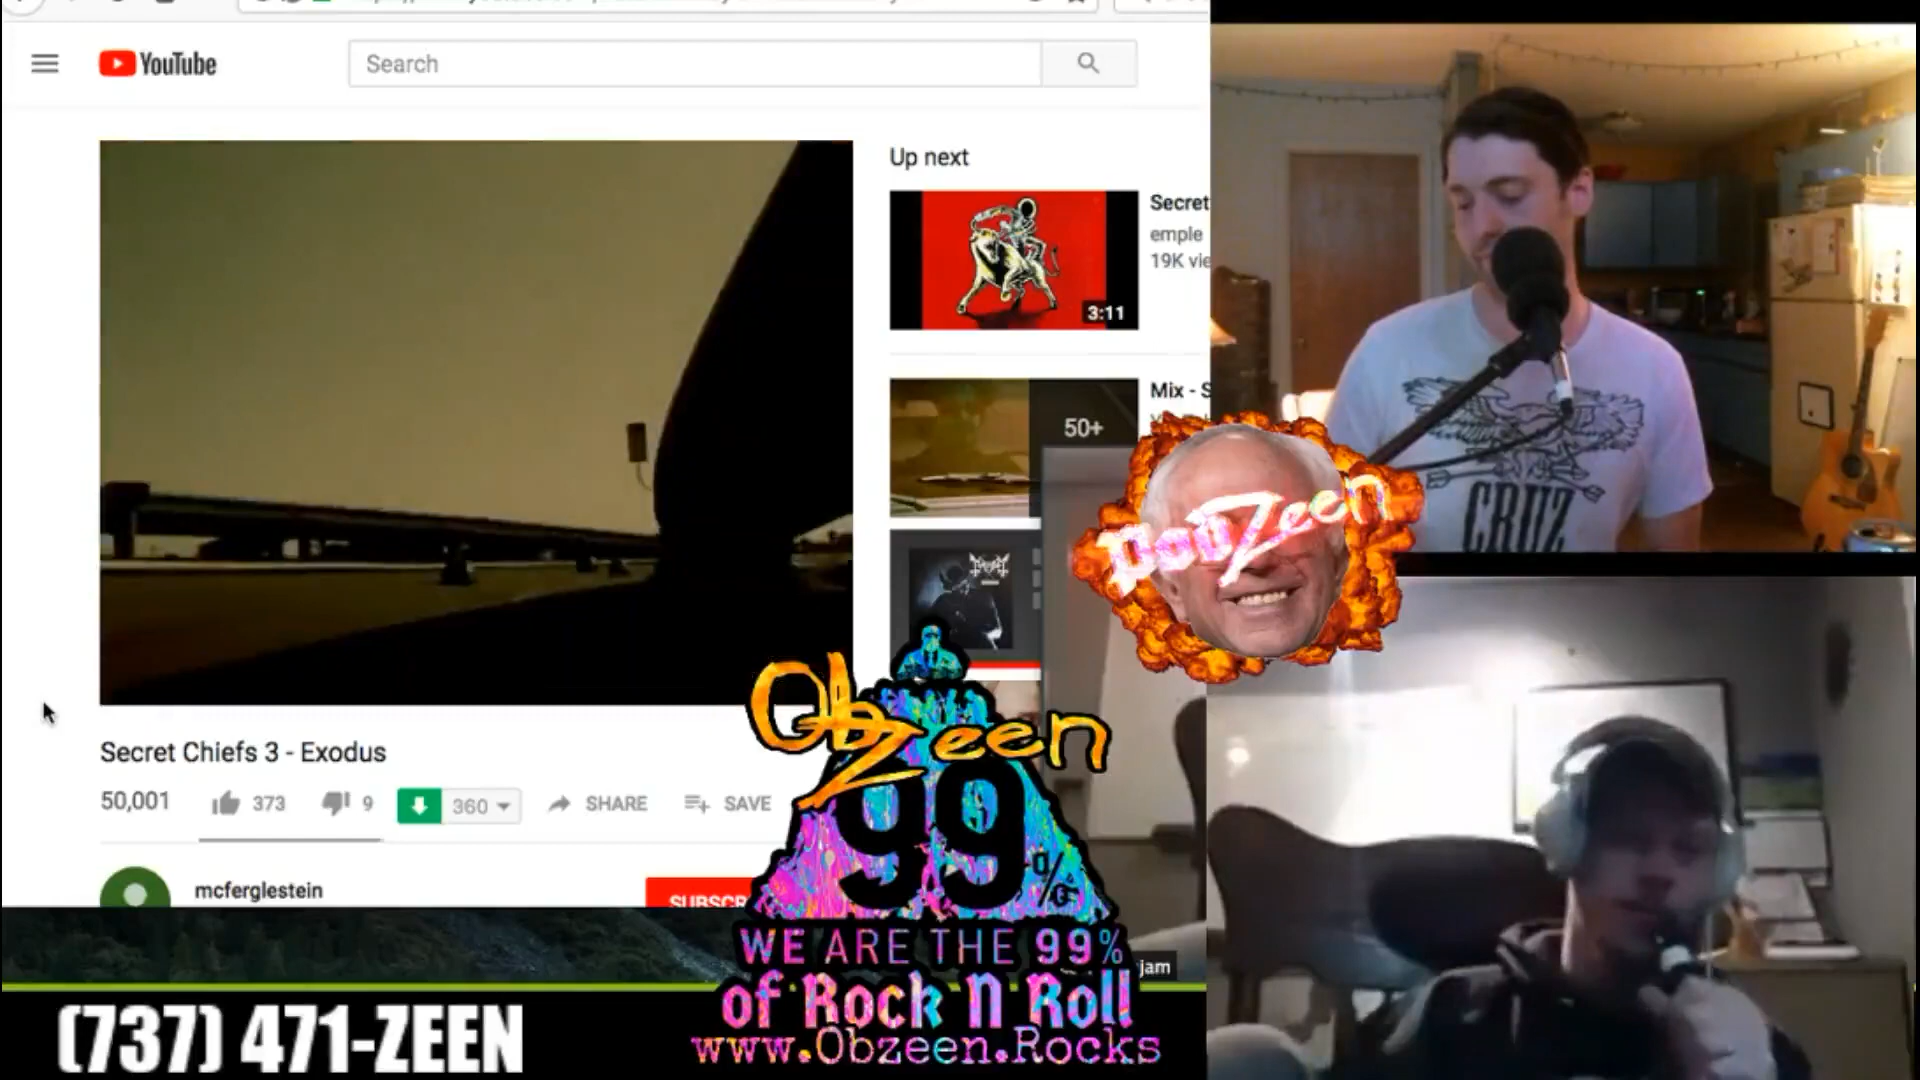 YouTube
Search
Up next
Secret
emple
19K vie
3:11
Mix - S
50+
CRUZ
PodZeen
Secret Chiefs 3 - Exodus
50,001
373
9
360
SHARE
SAVE
mcferglestein
SUBSCR
ObZeen
99%
WE ARE THE 99%
of Rock N Roll
www.Obzeen.Rocks
jam
(737) 471-ZEEN